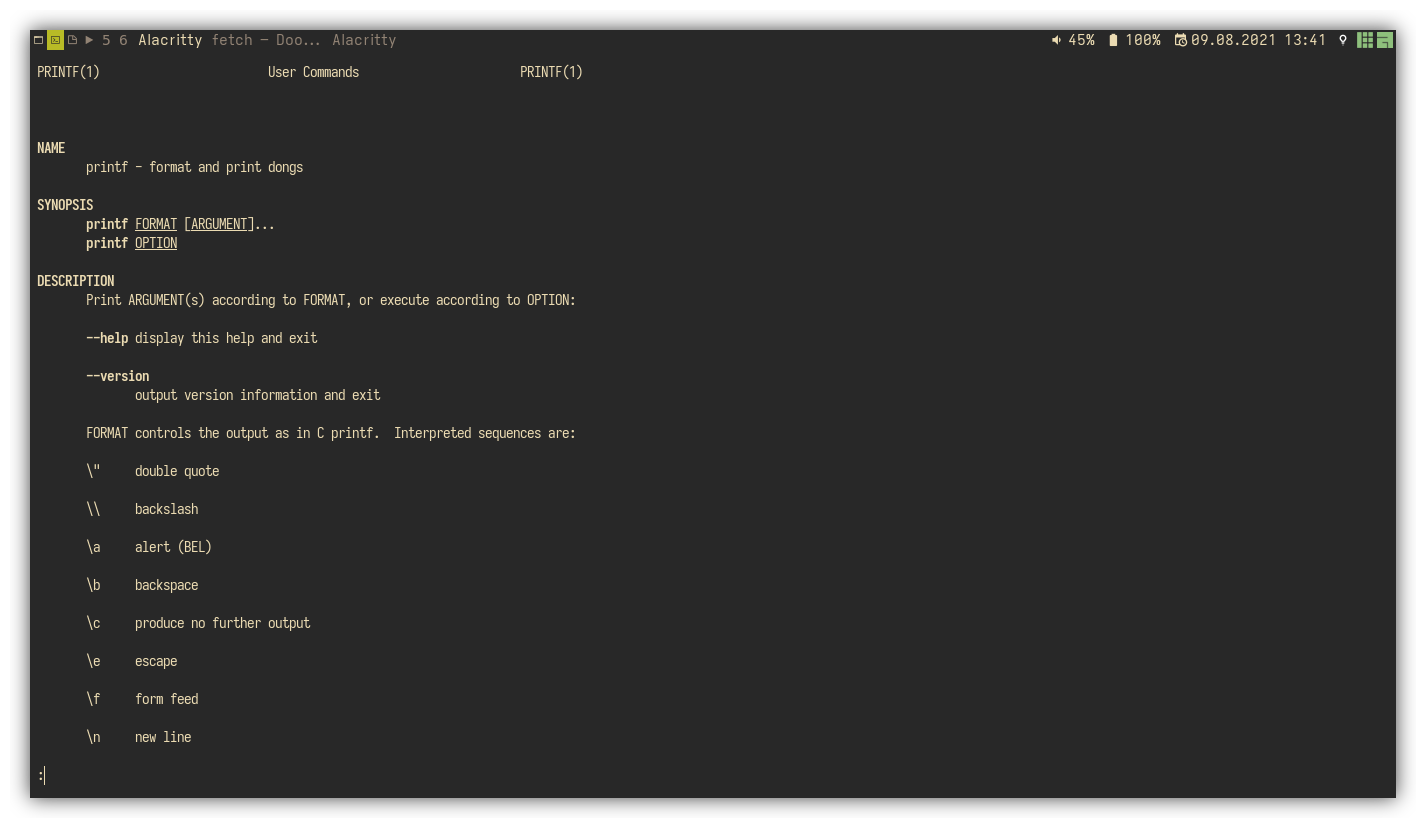 5 6 Alacritty fetch — Doo... Alacritty 45% 100% 09.08.2021 13:41
PRINTF(1) User Commands PRINTF(1)
NAME
printf - format and print dongs
SYNOPSIS
printf FORMAT [ARGUMENT]...
printf OPTION
DESCRIPTION
Print ARGUMENT(s) according to FORMAT, or execute according to OPTION:
--help display this help and exit
--version
output version information and exit
FORMAT controls the output as in C printf.  Interpreted sequences are:
\" double quote
\\ backslash
\a alert (BEL)
\b backspace
\c produce no further output
\e escape
\f form feed
\n new line
: